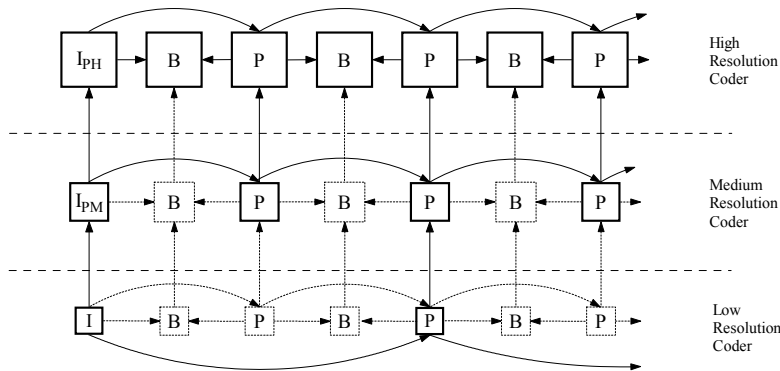 I_PH B P B P B P
High
Resolution
Coder
I_PM B P B P B P
Medium
Resolution
Coder
I B P B P B P
Low
Resolution
Coder